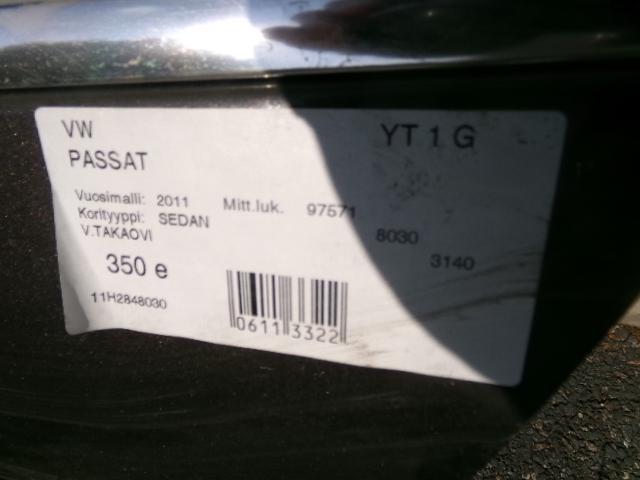 VW YT 1 G
PASSAT
Vuosimalli: 2011 Mitt.luk. 97571
Korityyppi: SEDAN 8030
V.TAKAOVI 3140
350 e
11H2848030
0611 3322